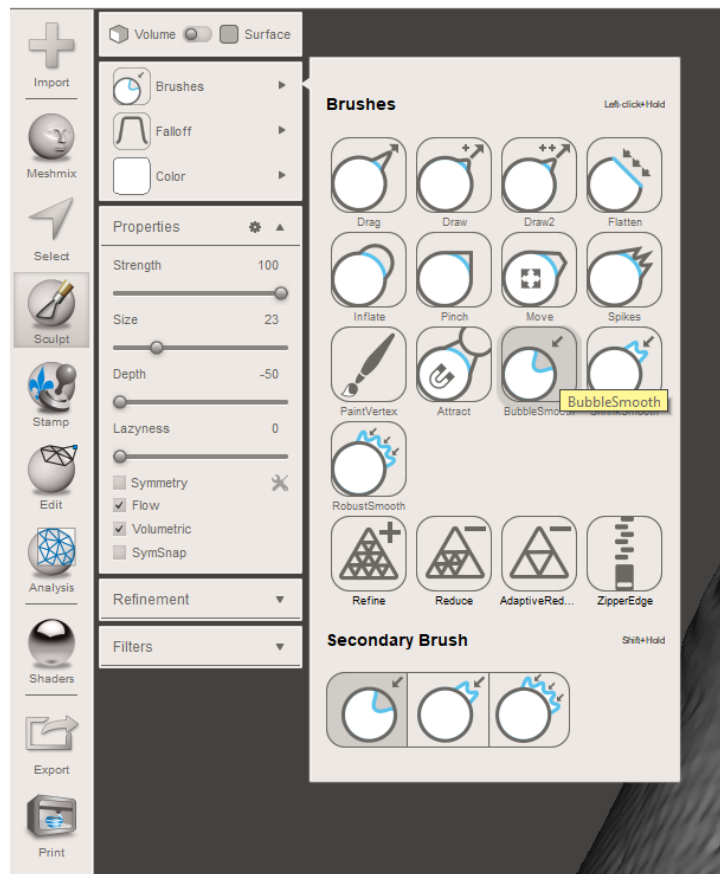 Import
Meshmix
Select
Sculpt
Stamp
Edit
Analysis
Shaders
Export
Print
Volume Surface
Brushes
Falloff
Color
Properties
Strength 100
Size 23
Depth -50
Lazyness 0
Symmetry
Flow
Volumetric
SymSnap
Refinement
Filters
Brushes Left-click+Hold
Drag Draw Draw2 Flatten
Inflate Pinch Move Spikes
PaintVertex Attract BubbleSmooth ShrinkSmooth
BubbleSmooth
RobustSmooth
Refine Reduce AdaptiveRed... ZipperEdge
Secondary Brush Shift+Hold